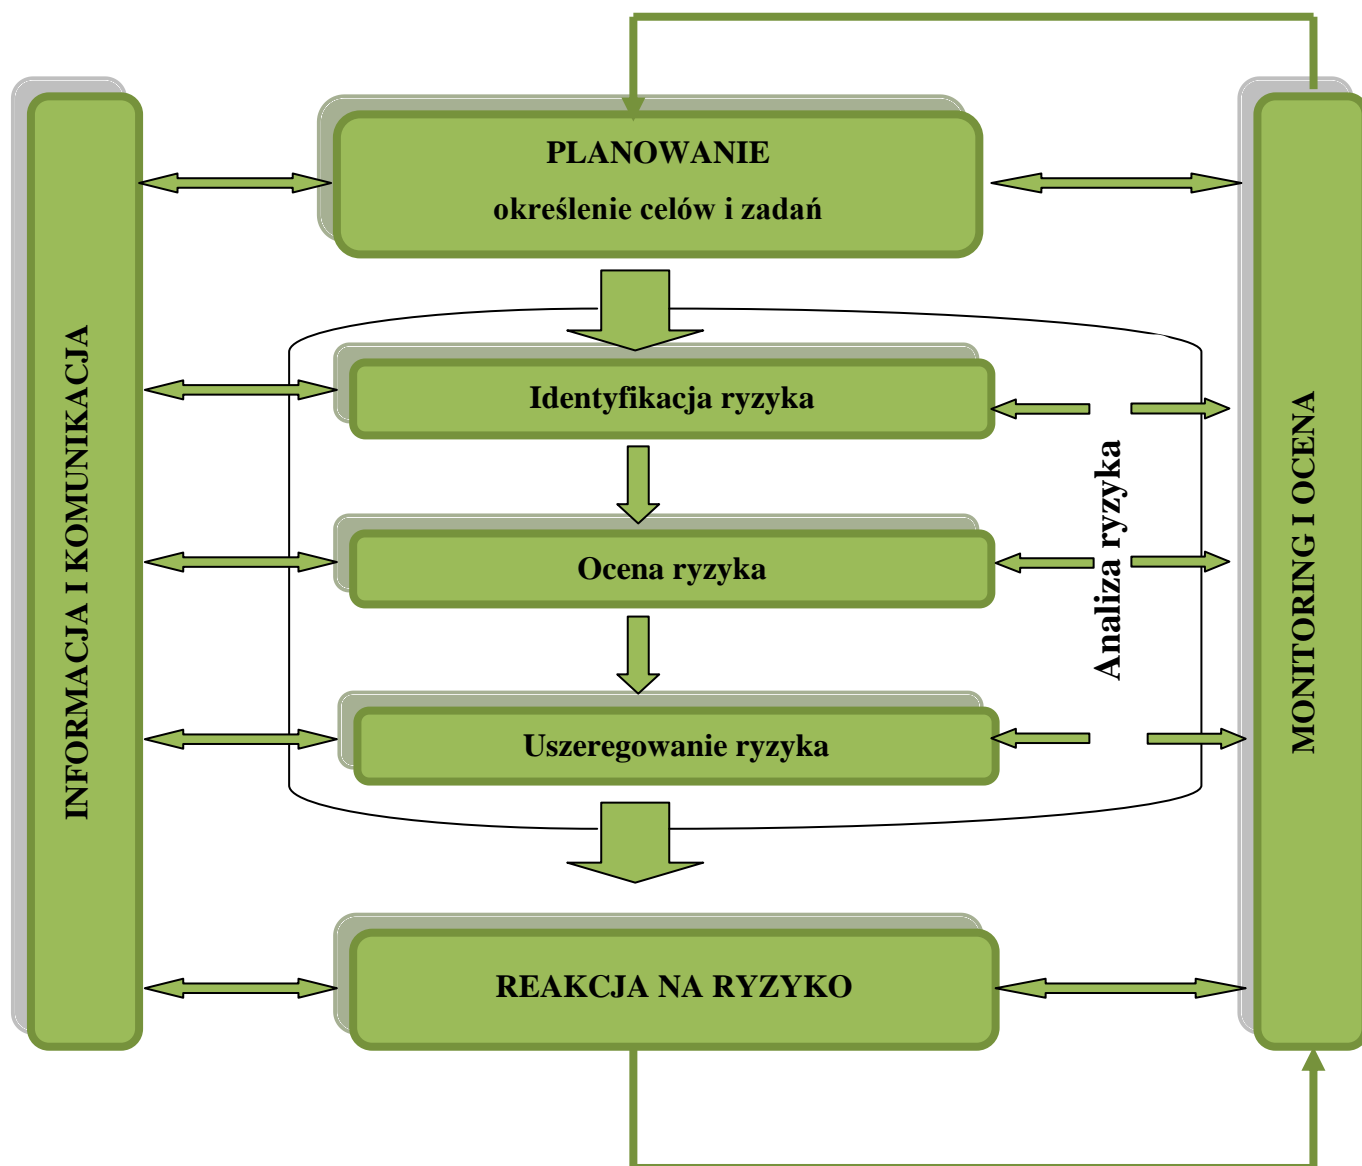 PLANOWANIE
określenie celów i zadań
INFORMACJA I KOMUNIKACJA
Identyfikacja ryzyka
Ocena ryzyka
Uszeregowanie ryzyka
Analiza ryzyka
MONITORING I OCENA
REAKCJA NA RYZYKO